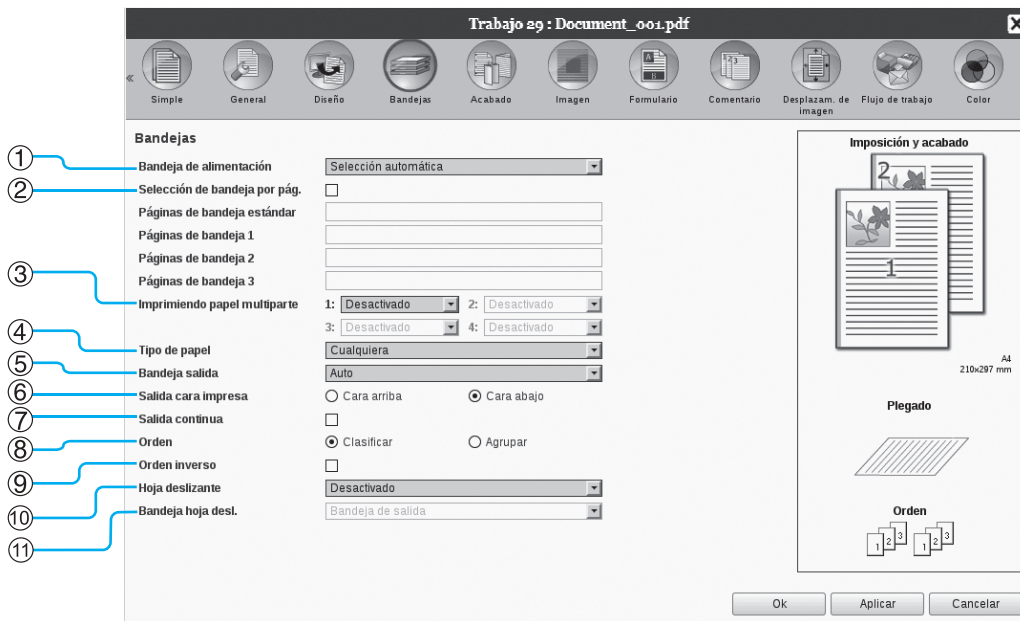 Trabajo 29 : Document_001.pdf
«
Simple General Diseño Bandejas Acabado Imagen Formulario Comentario Desplazam. de imagen Flujo de trabajo Color
Bandejas
① Bandeja de alimentación Selección automática
② Selección de bandeja por pág.
Páginas de bandeja estándar
Páginas de bandeja 1
Páginas de bandeja 2
Páginas de bandeja 3
③ Imprimiendo papel multiparte 1: Desactivado 2: Desactivado
3: Desactivado 4: Desactivado
④ Tipo de papel Cualquiera
⑤ Bandeja salida Auto
⑥ Salida cara impresa Cara arriba Cara abajo
⑦ Salida continua
⑧ Orden Clasificar Agrupar
⑨ Orden inverso
⑩ Hoja deslizante Desactivado
⑪ Bandeja hoja desl. Bandeja de salida
Imposición y acabado
2
1
A4
210x297 mm
Plegado
Orden
1 2 3 1 2 3
Ok Aplicar Cancelar